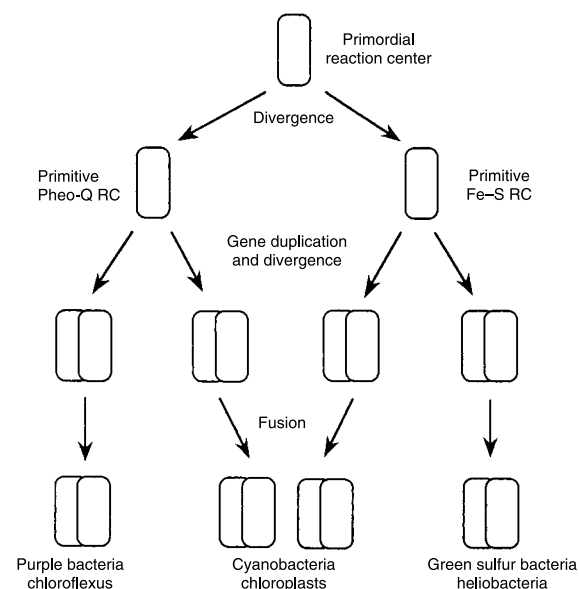 Primordial
reaction center
Divergence
Primitive
Pheo-Q RC
Primitive
Fe–S RC
Gene duplication
and divergence
Fusion
Purple bacteria
chloroflexus
Cyanobacteria
chloroplasts
Green sulfur bacteria
heliobacteria